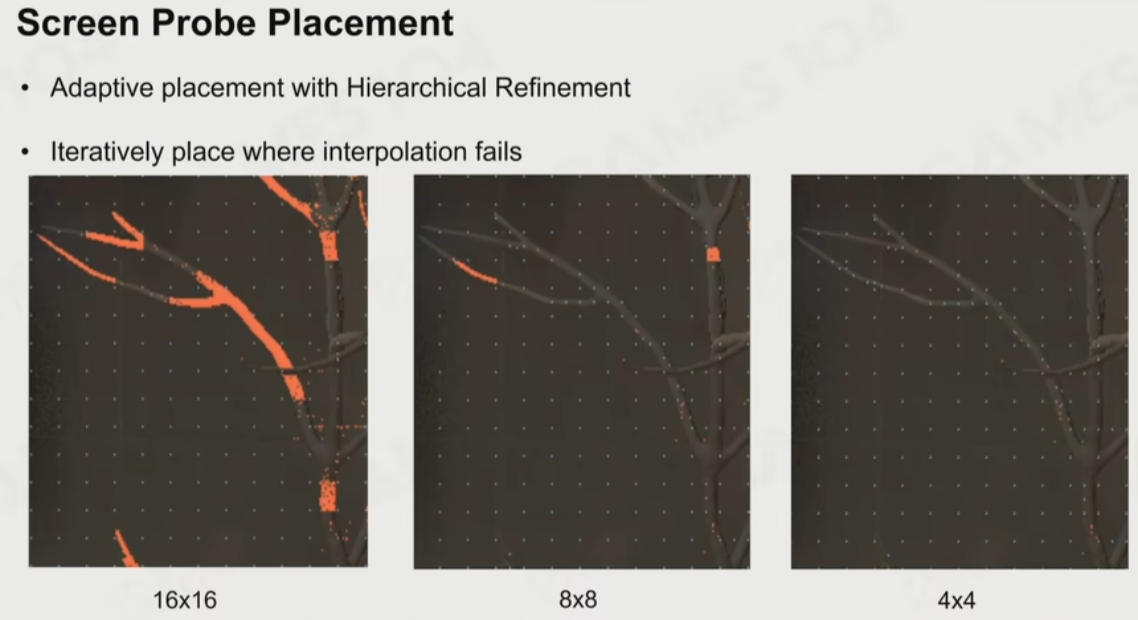 Screen Probe Placement
• Adaptive placement with Hierarchical Refinement
• Iteratively place where interpolation fails
16x16
8x8
4x4